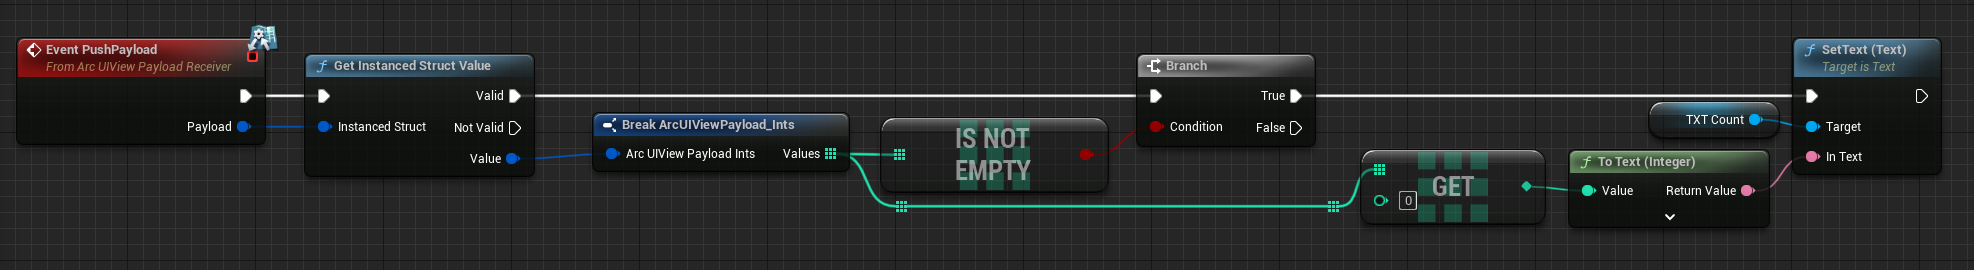 Event PushPayload
From Arc UIView Payload Receiver
Payload
Get Instanced Struct Value
Valid
Instanced Struct
Not Valid
Value
Break ArcUIViewPayload_Ints
Arc UIView Payload Ints
Values
IS NOT
EMPTY
Branch
True
Condition
False
GET
0
To Text (Integer)
Value
Return Value
TXT Count
SetText (Text)
Target is Text
Target
In Text